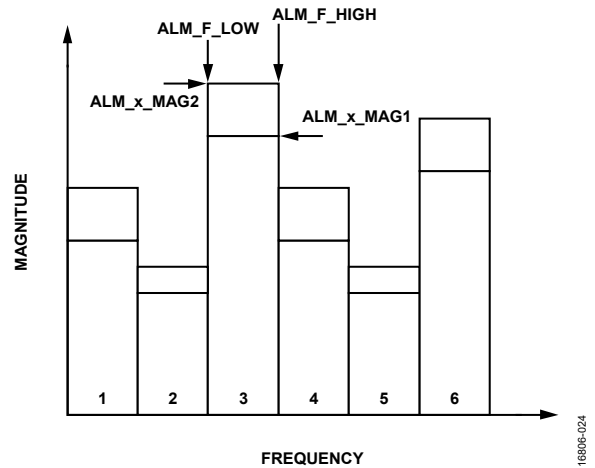 ALM_F_HIGH
ALM_F_LOW
ALM_x_MAG2
ALM_x_MAG1
MAGNITUDE
1 2 3 4 5 6
FREQUENCY
16806-024